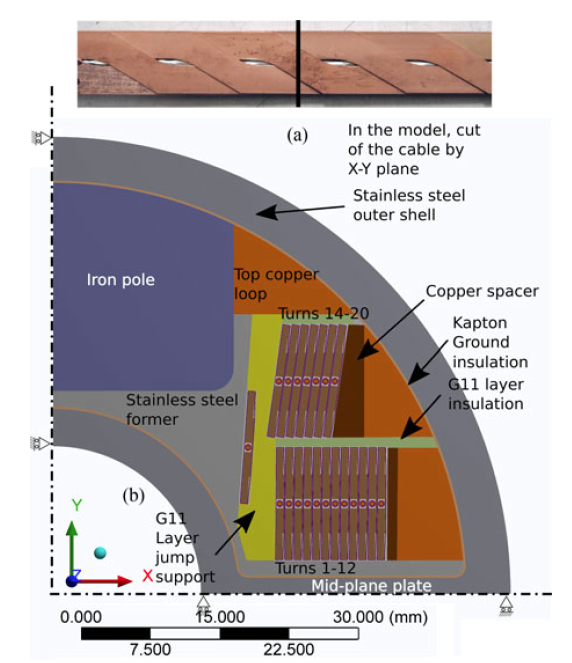 (a)
In the model, cut
of the cable by
X-Y plane
Stainless steel
outer shell
Iron pole
Top copper
loop
Copper spacer
Turns 14-20
Kapton
Ground
insulation
G11 layer
insulation
Stainless steel
former
(b)
G11
Layer
jump
support
Y
Z
X
Turns 1-12
Mid-plane plate
0.000
15.000
30.000 (mm)
7.500
22.500